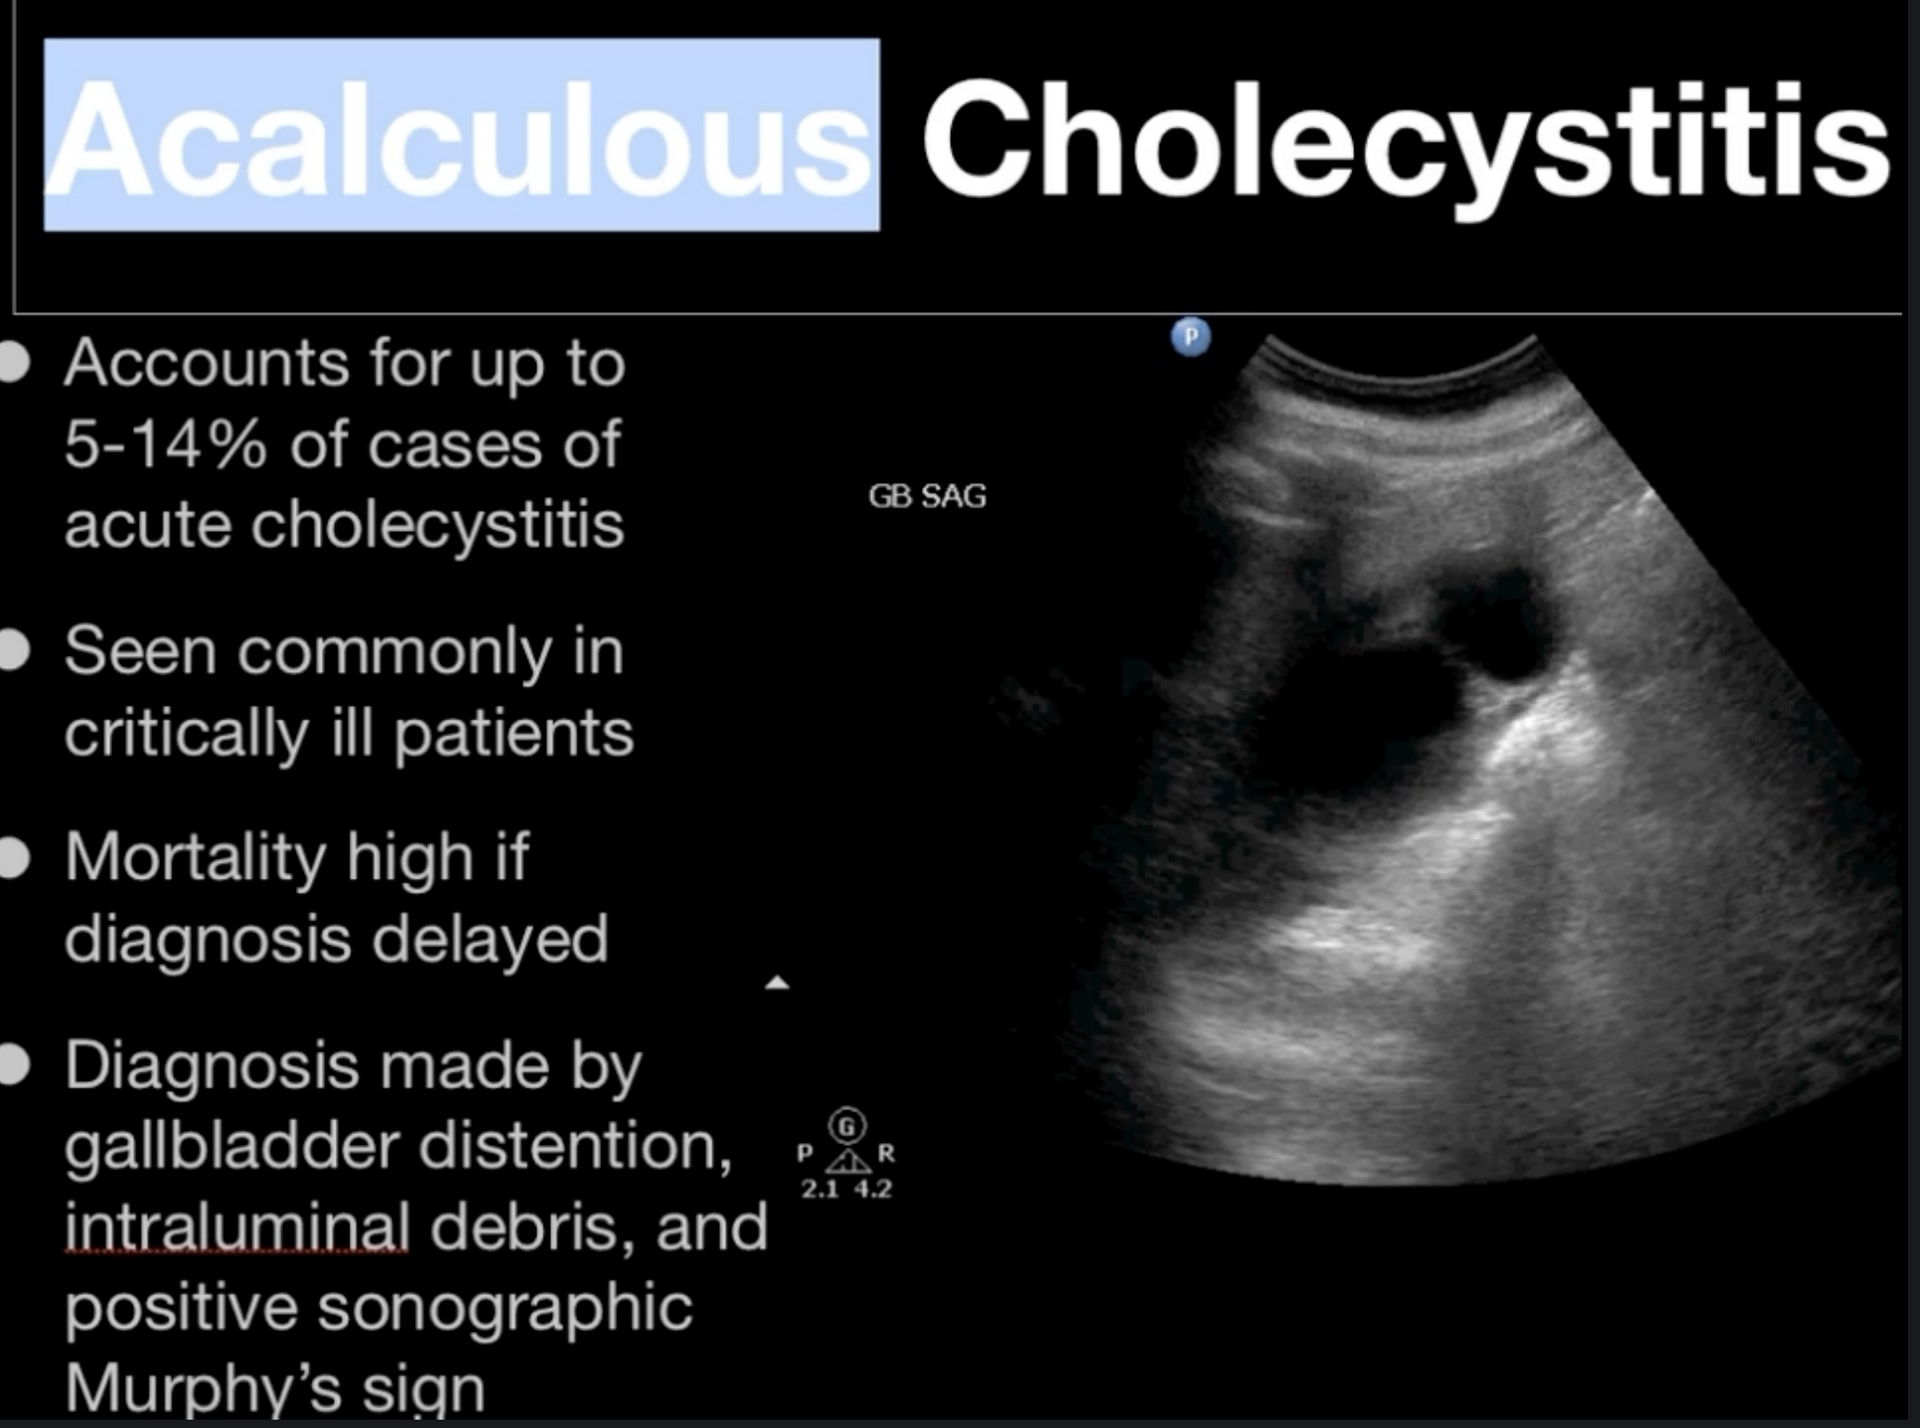 Acalculous Cholecystitis
Accounts for up to
5-14% of cases of
acute cholecystitis
Seen commonly in
critically ill patients
Mortality high if
diagnosis delayed
Diagnosis made by
gallbladder distention,
intraluminal debris, and
positive sonographic
Murphy’s sign
P
GB SAG
G
P R
2.1 4.2